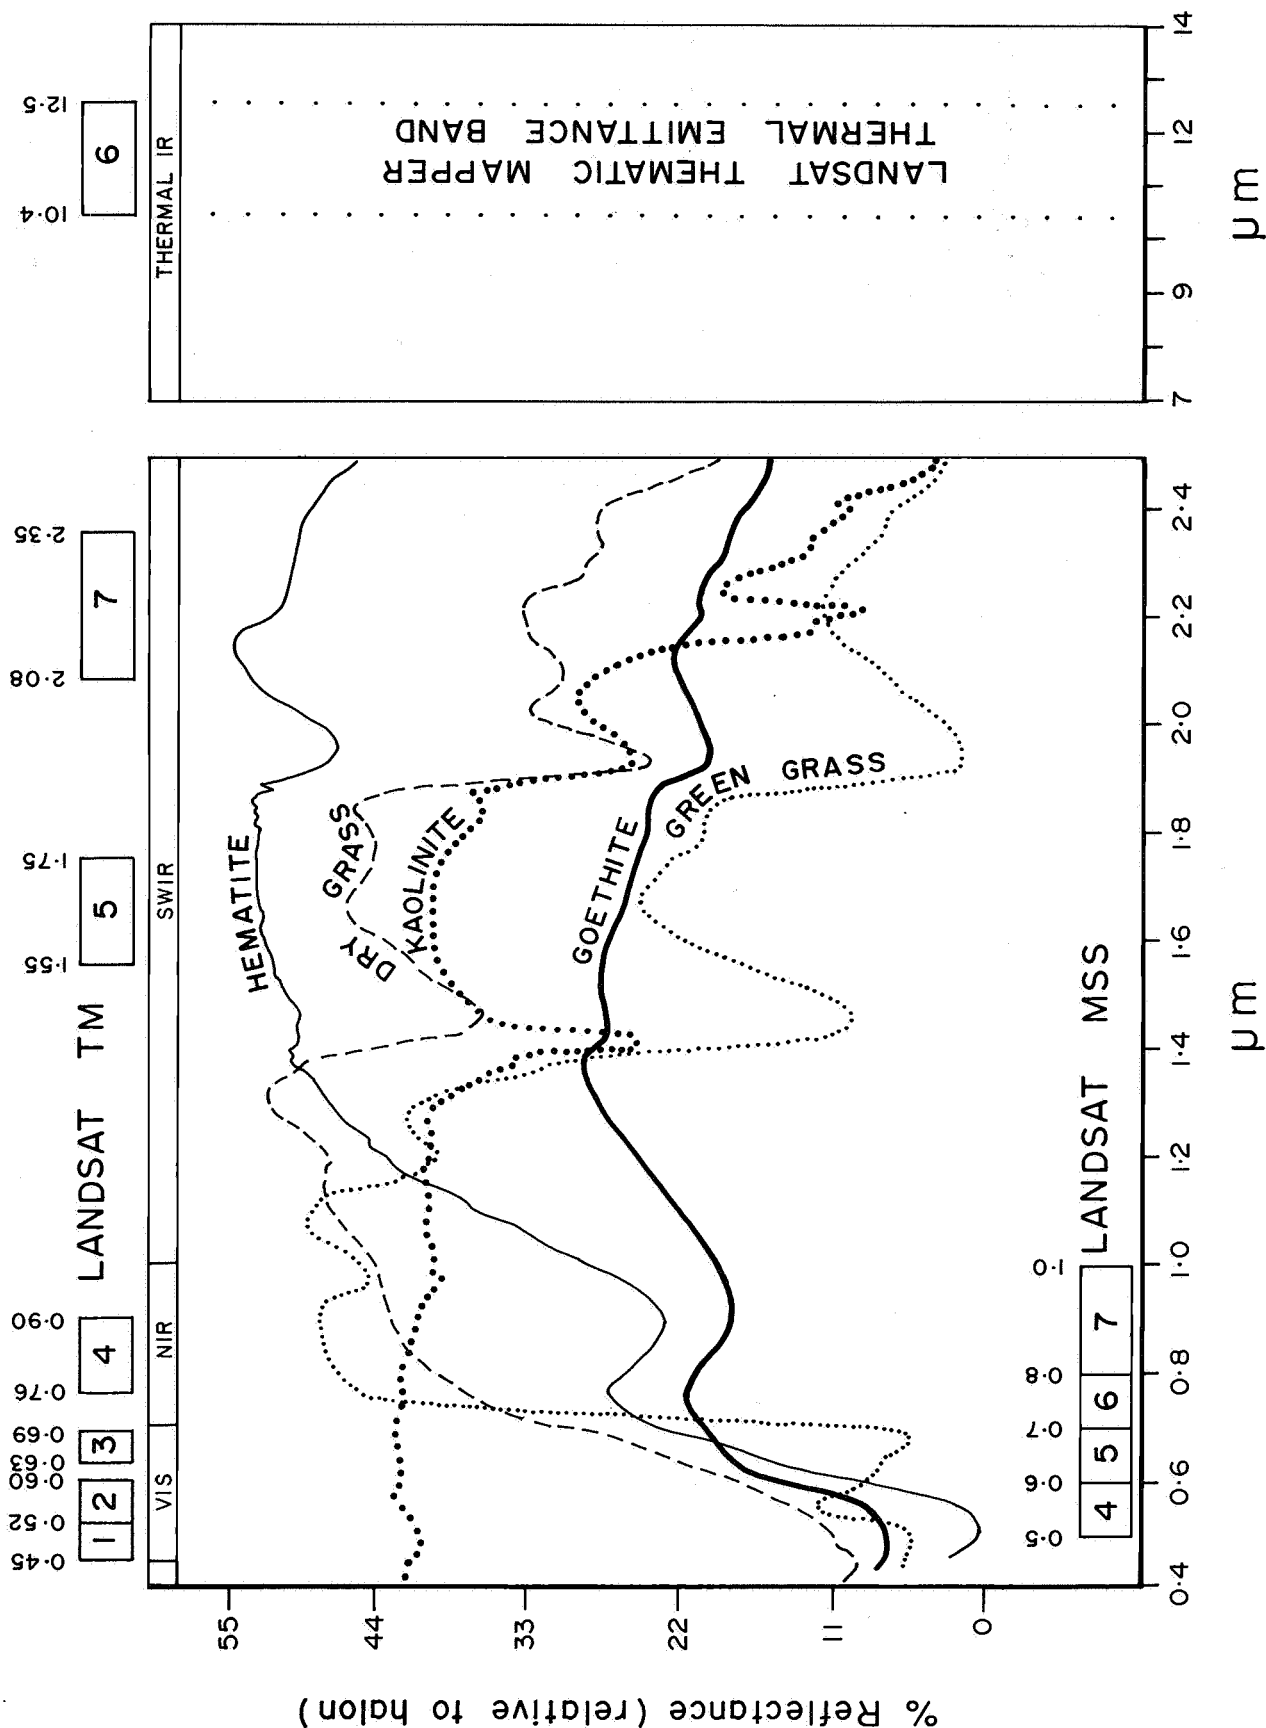 0.45 0.52 0.60 0.63 0.69 0.76 0.90 1.55 1.75 2.08 2.35 10.4 12.5
1 2 3 4 LANDSAT TM 5 7 6
VIS NIR SWIR THERMAL IR
55
44
33
22
11
0
% Reflectance (relative to halon)
HEMATITE
DRY GRASS
KAOLINITE
GOETHITE
GREEN GRASS
LANDSAT THEMATIC MAPPER
THERMAL EMITTANCE BAND
0.5 0.6 0.7 0.8 1.0
4 5 6 7 LANDSAT MSS
0.4 0.6 0.8 1.0 1.2 1.4 1.6 1.8 2.0 2.2 2.4 7 9 12 14
μm μm